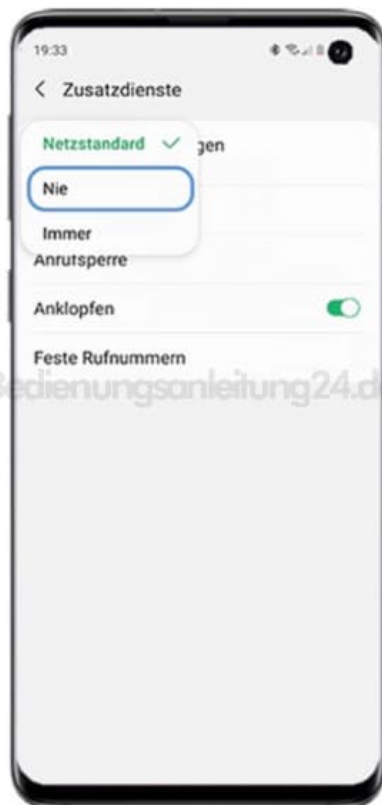 19:33
Zusatzdienste
Netzstandard
gen
Nie
Immer
Anrufsperre
Anklopfen
Feste Rufnummern
Bedienungsanleitung24.de